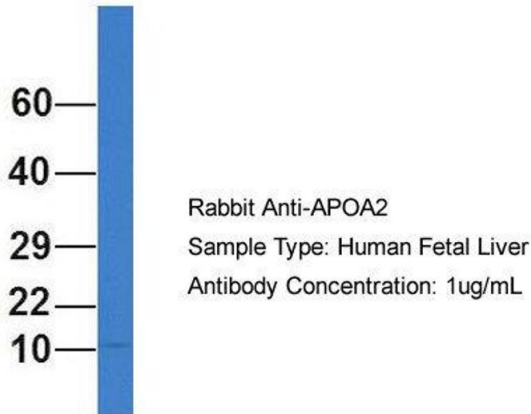 60
40
29
22
10
Rabbit Anti-APOA2
Sample Type: Human Fetal Liver
Antibody Concentration: 1ug/mL